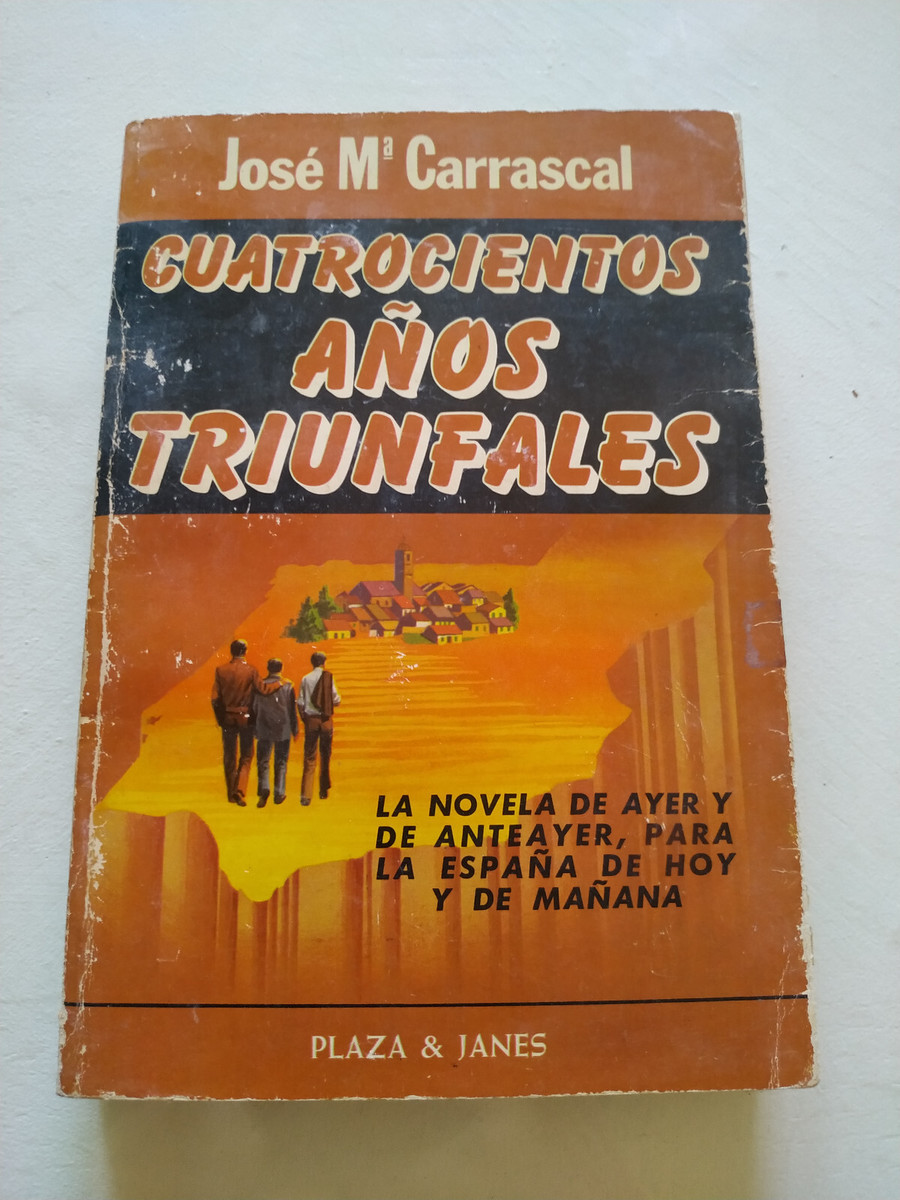 José Mª Carrascal
CUATROCIENTOS
AÑOS
TRIUNFALES
LA NOVELA DE AYER Y
DE ANTEAYER, PARA
LA ESPAÑA DE HOY
Y DE MAÑANA
PLAZA & JANES